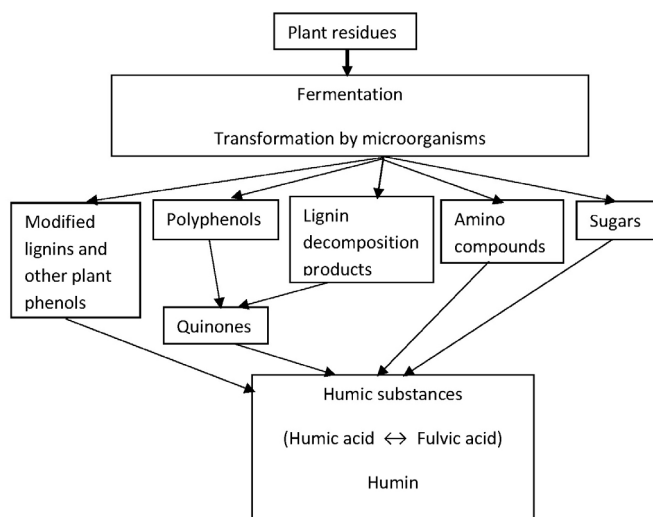 Plant residues
Fermentation
Transformation by microorganisms
Modified
lignins and
other plant
phenols
Polyphenols
Lignin
decomposition
products
Amino
compounds
Sugars
Quinones
Humic substances
(Humic acid ↔ Fulvic acid)
Humin